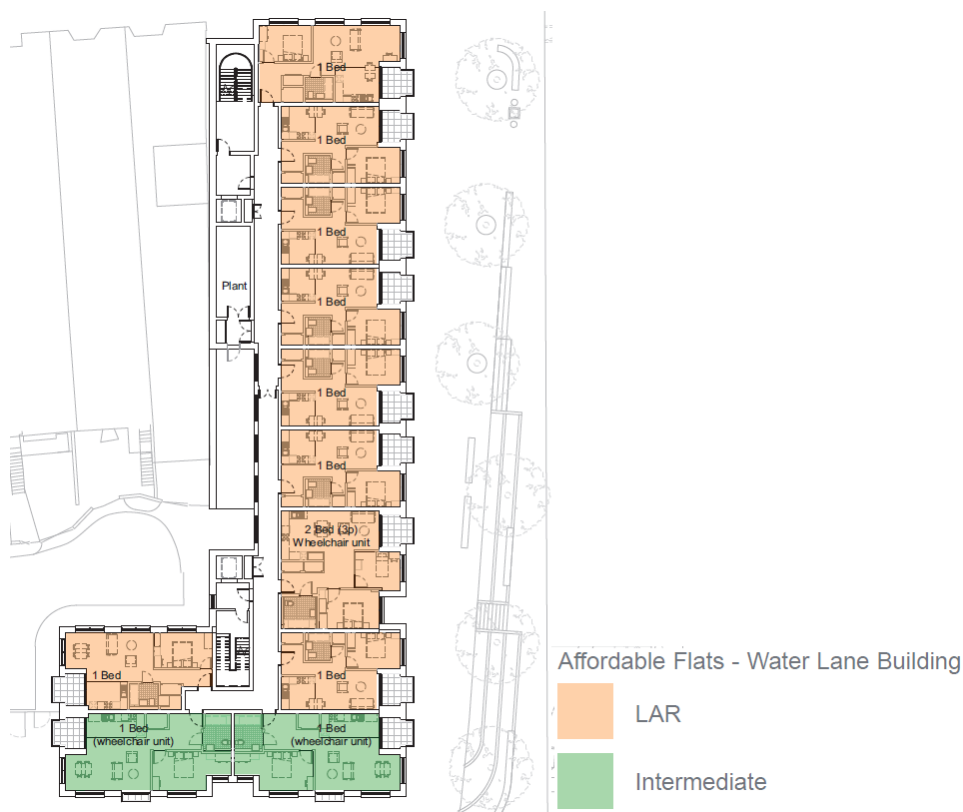 1 Bed
1 Bed
1 Bed
Plant
1 Bed
1 Bed
1 Bed
2 Bed (3p)
Wheelchair unit
1 Bed
1 Bed
1 Bed
(wheelchair unit)
1 Bed
(wheelchair unit)
Affordable Flats - Water Lane Building
LAR
Intermediate